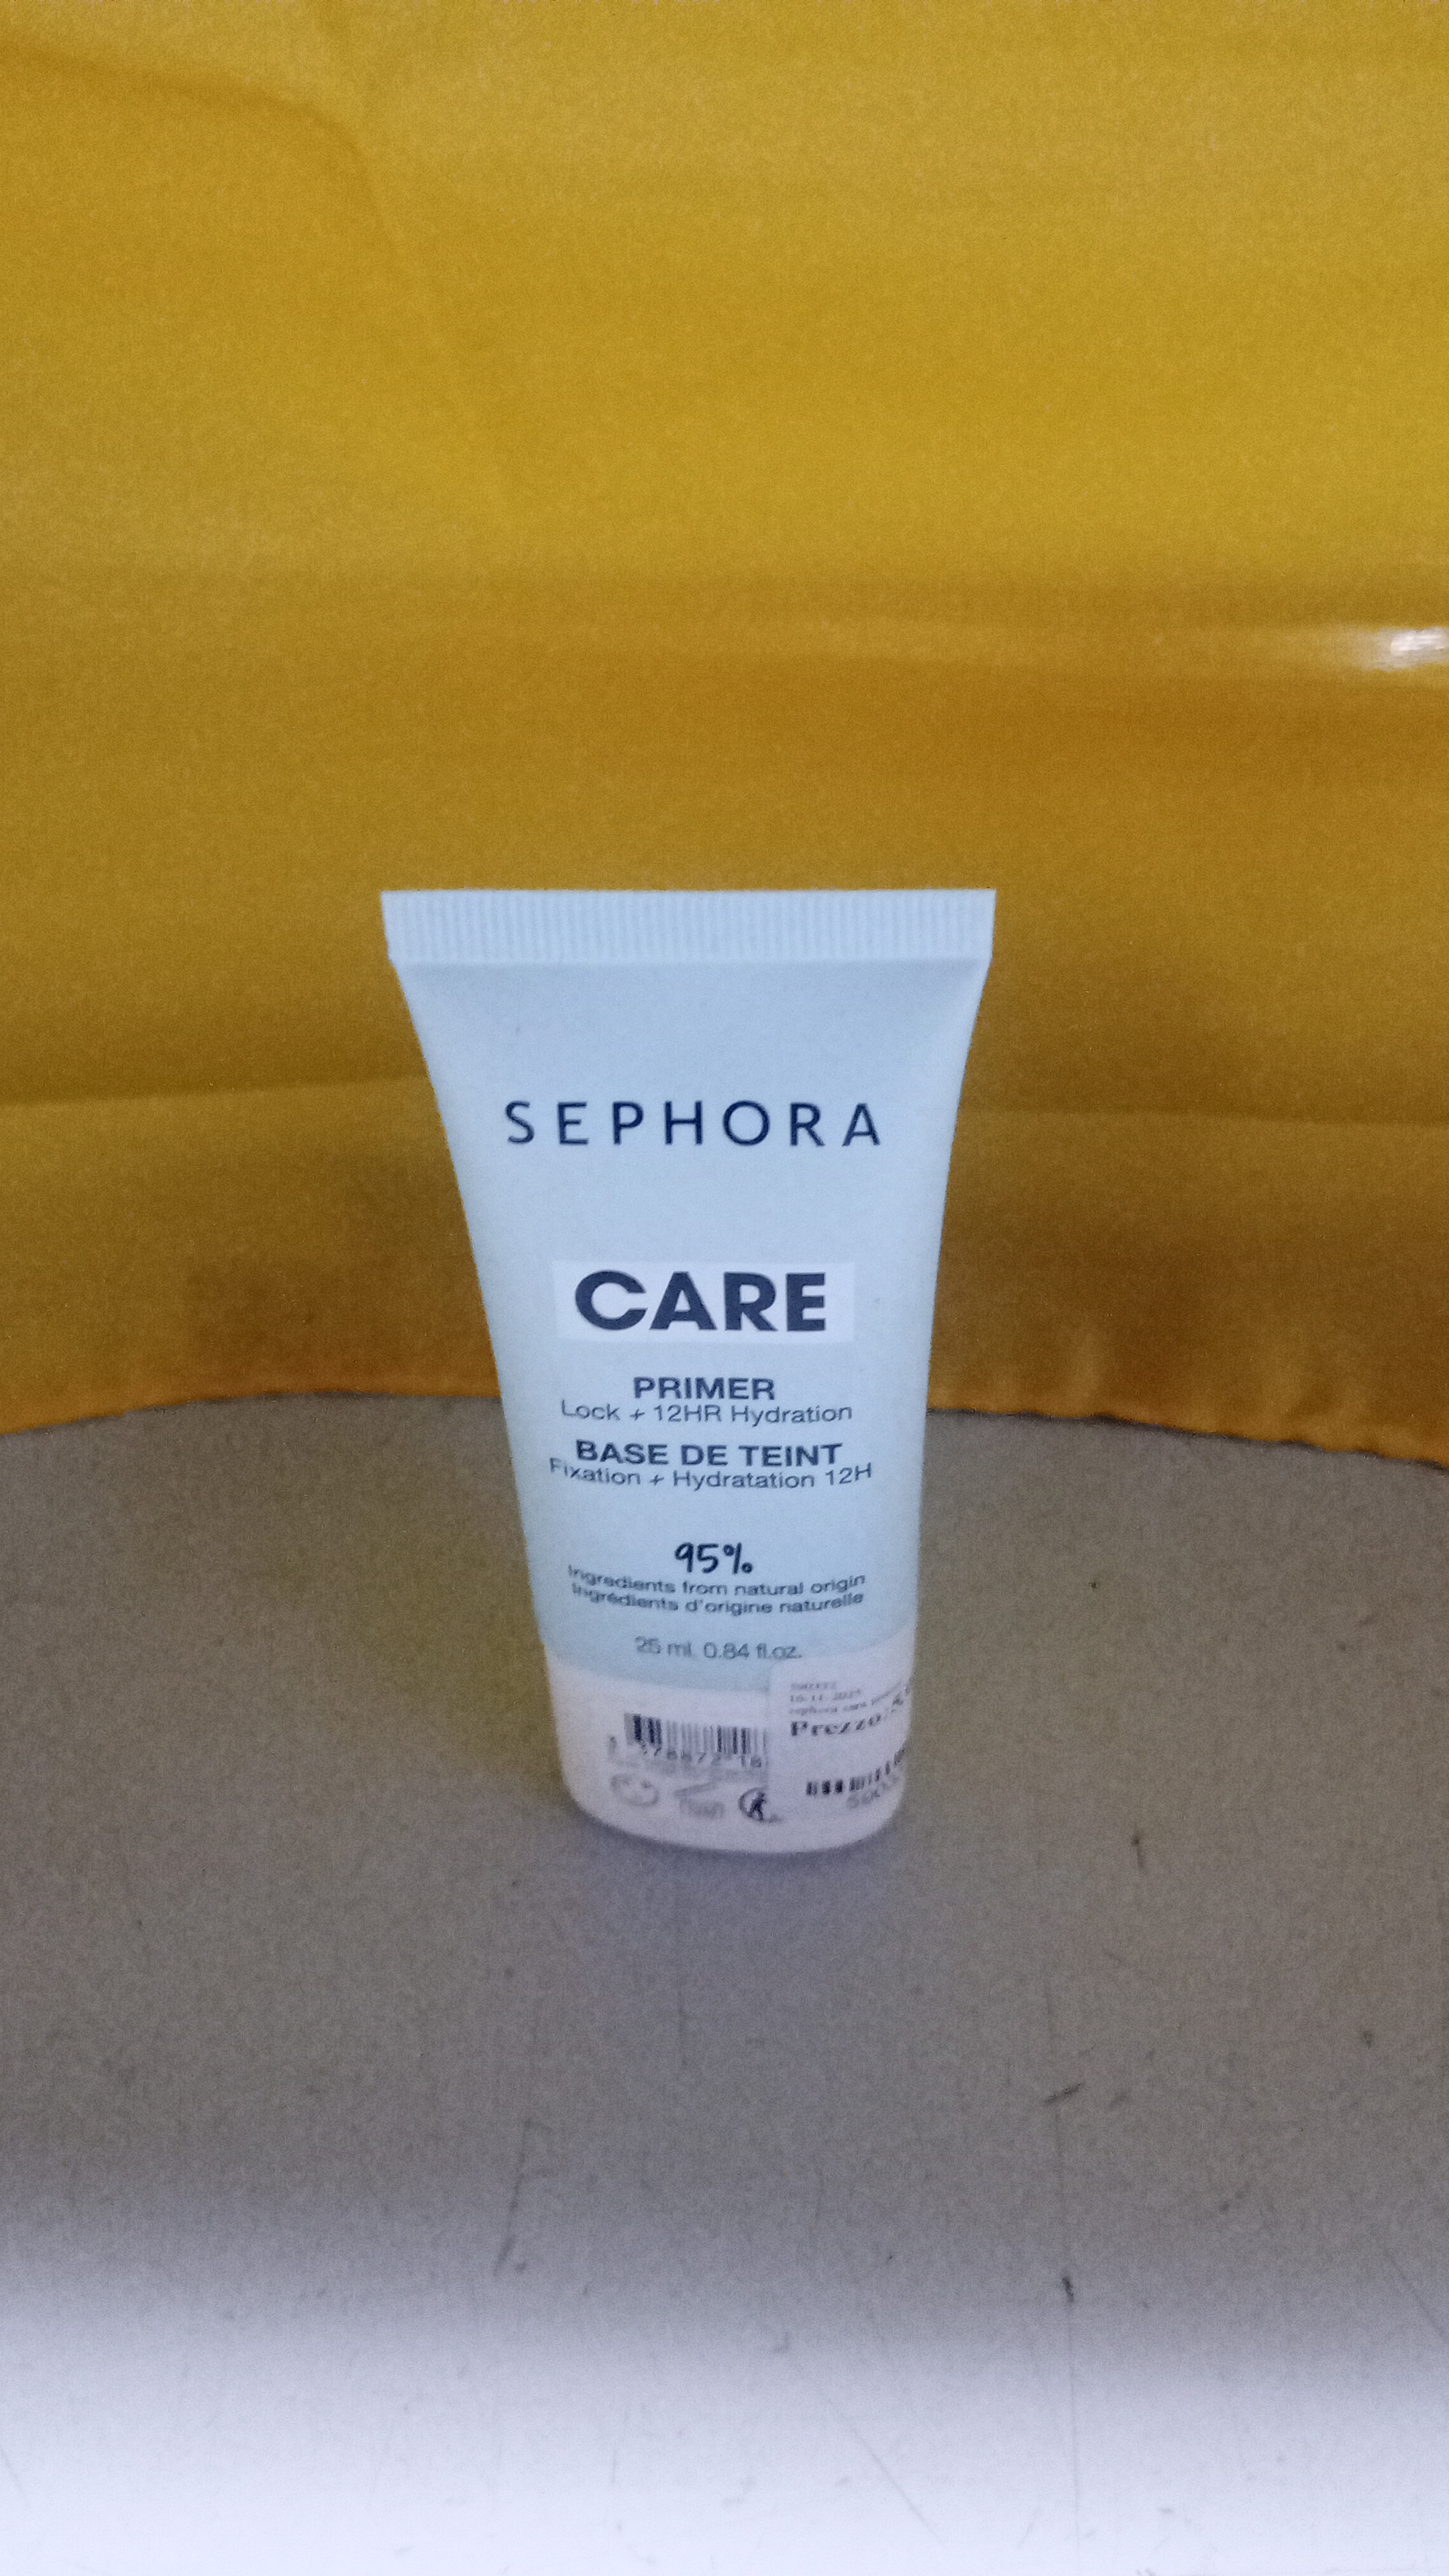 SEPHORA
CARE
PRIMER
Lock + 12HR Hydration
BASE DE TEINT
Fixation + Hydratation 12H
95%
Ingredients from natural origin
Ingrédients d'origine naturelle
25 ml. 0.84 fl.oz.
Prezzo: